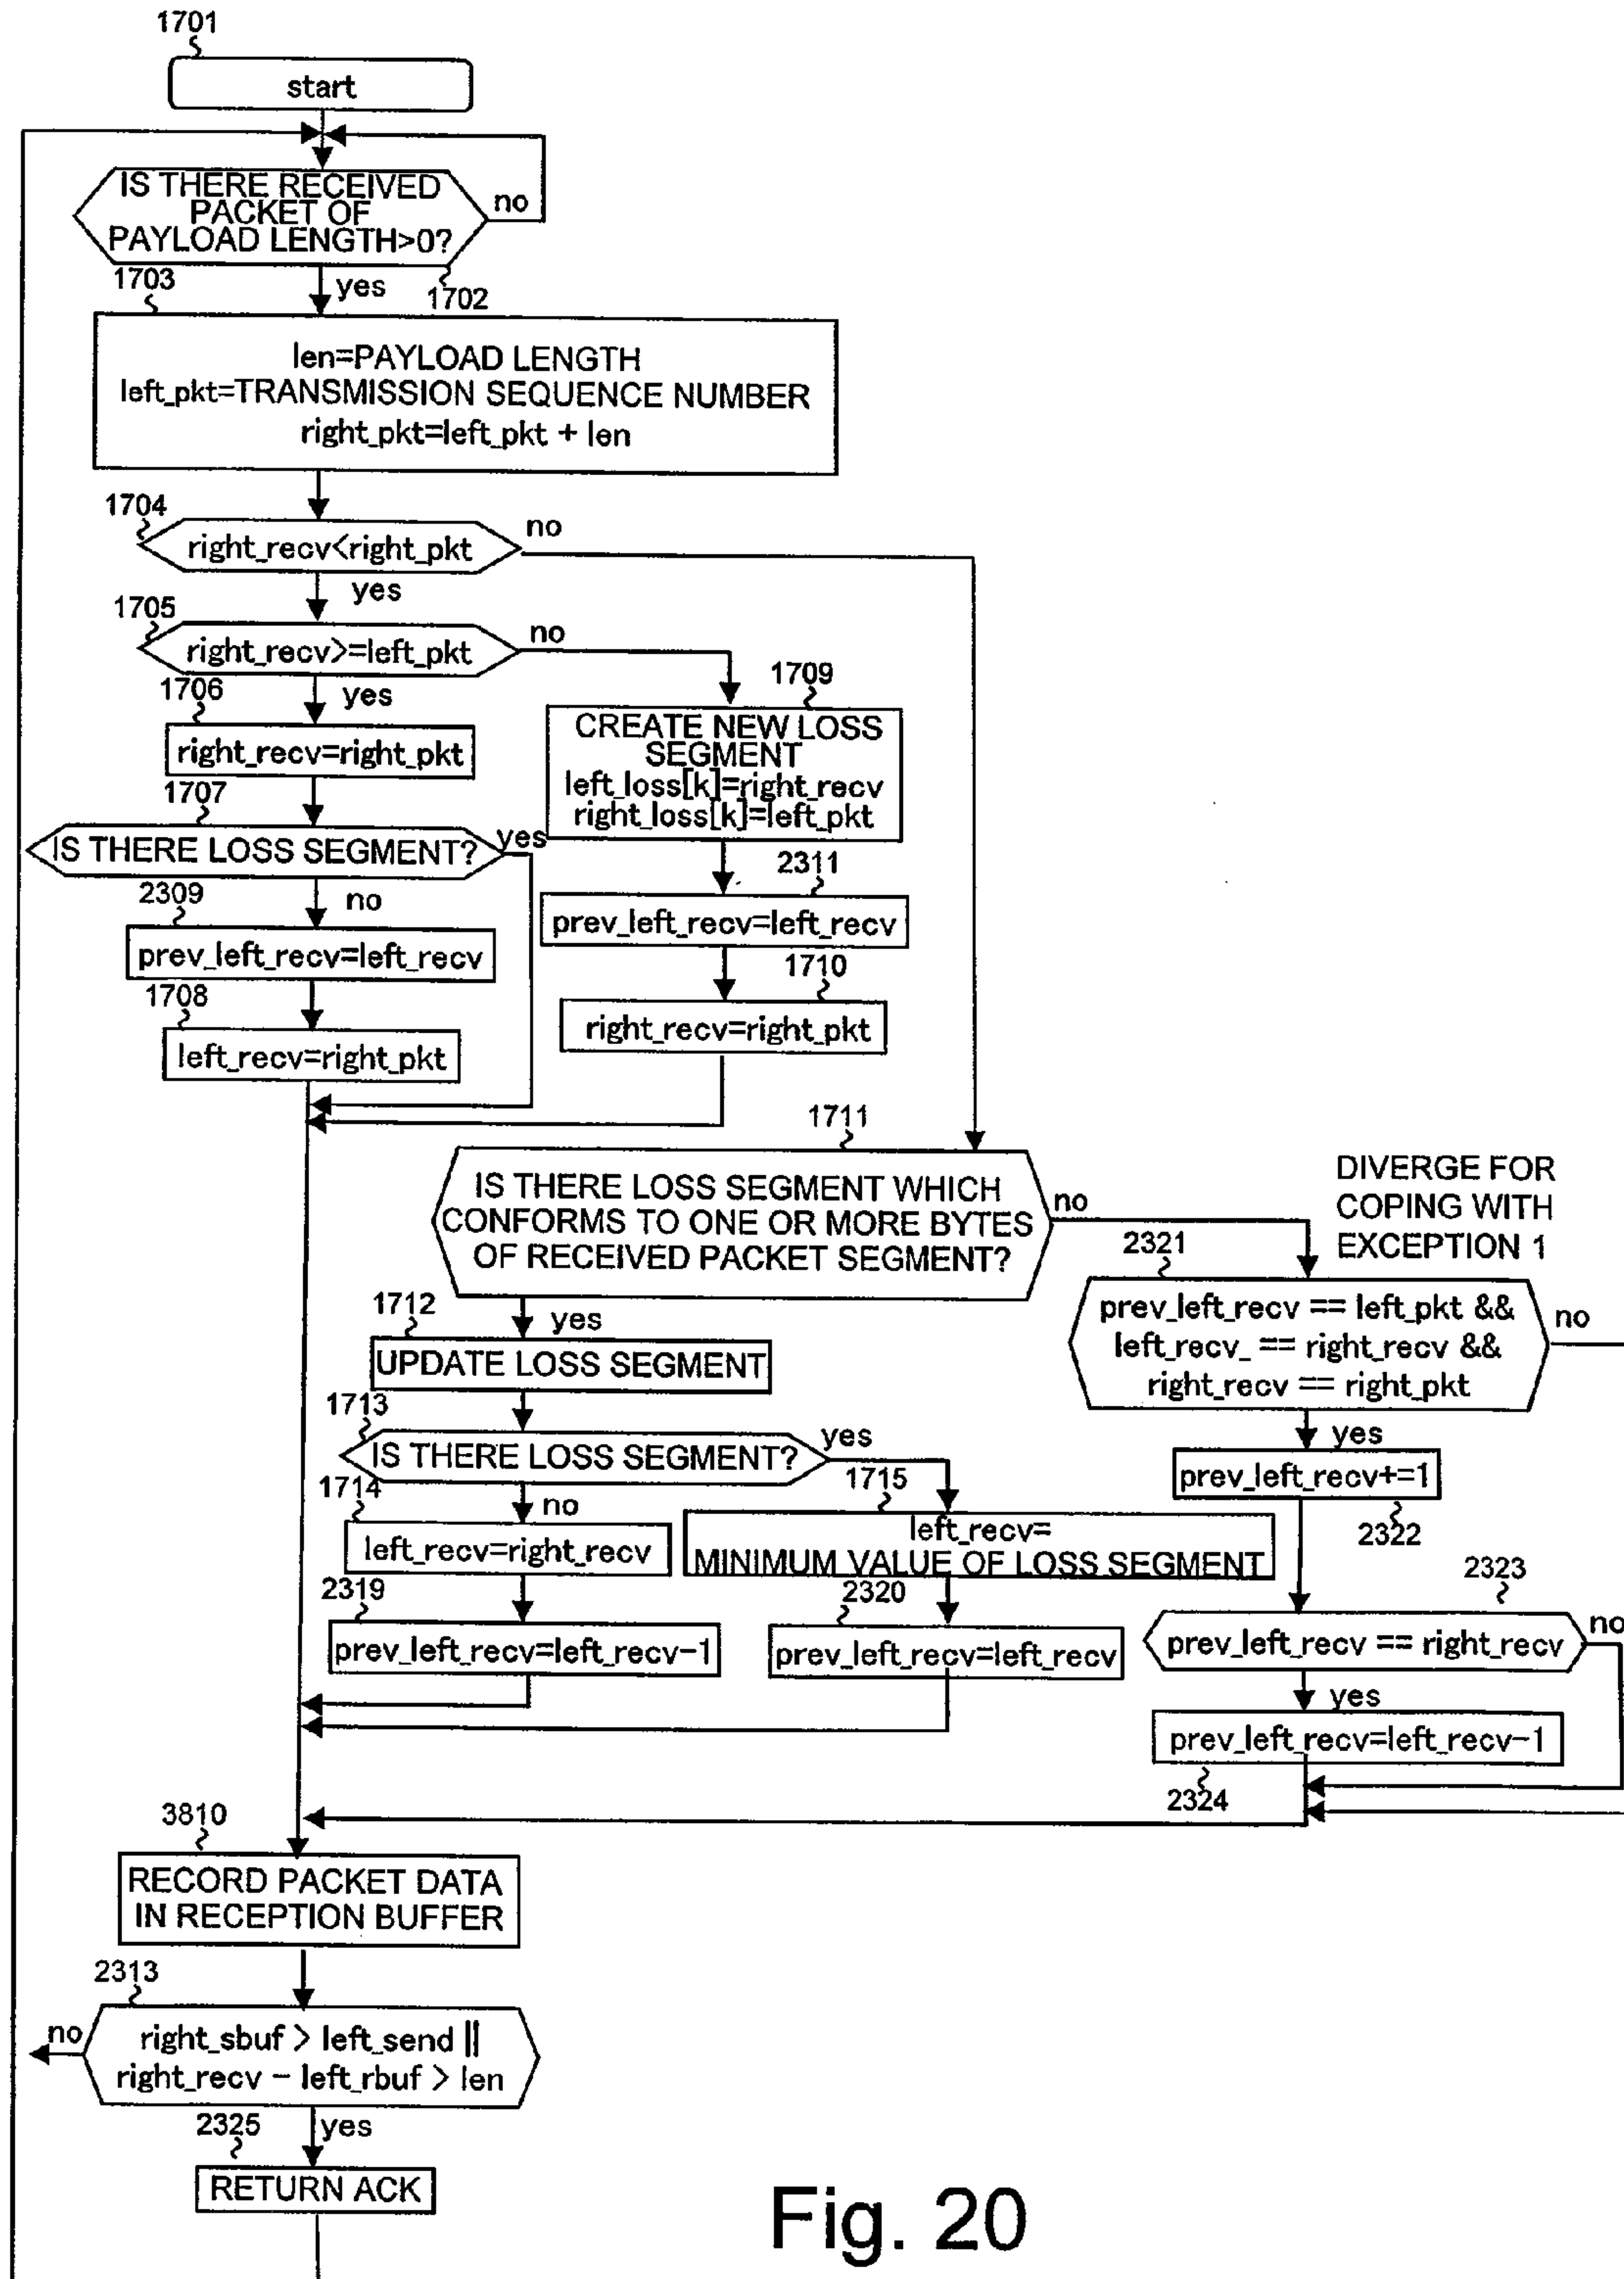 1701
start
IS THERE RECEIVED
PACKET OF
PAYLOAD LENGTH>0?
no
1703
yes
1702
len=PAYLOAD LENGTH
left_pkt=TRANSMISSION SEQUENCE NUMBER
right_pkt=left_pkt + len
1704
right_recv<right_pkt
no
yes
1705
right_recv>=left_pkt
no
1706
yes
right_recv=right_pkt
1709
CREATE NEW LOSS
SEGMENT
left_loss[k]=right_recv
right_loss[k]=left_pkt
1707
IS THERE LOSS SEGMENT?
yes
2309
no
prev_left_recv=left_recv
2311
prev_left_recv=left_recv
1708
left_recv=right_pkt
1710
right_recv=right_pkt
1711
IS THERE LOSS SEGMENT WHICH
CONFORMS TO ONE OR MORE BYTES
OF RECEIVED PACKET SEGMENT?
no
DIVERGE FOR
COPING WITH
EXCEPTION 1
2321
prev_left_recv == left_pkt &&
left_recv_ == right_recv &&
right_recv == right_pkt
no
1712
yes
UPDATE LOSS SEGMENT
yes
prev_left_recv+=1
2322
1713
IS THERE LOSS SEGMENT?
yes
1714
no
left_recv=right_recv
1715
left_recv=
MINIMUM VALUE OF LOSS SEGMENT
2319
prev_left_recv=left_recv-1
2320
prev_left_recv=left_recv
2323
prev_left_recv == right_recv
no
yes
prev_left_recv=left_recv-1
2324
3810
RECORD PACKET DATA
IN RECEPTION BUFFER
2313
no
right_sbuf > left_send ||
right_recv - left_rbuf > len
2325
yes
RETURN ACK
Fig. 20